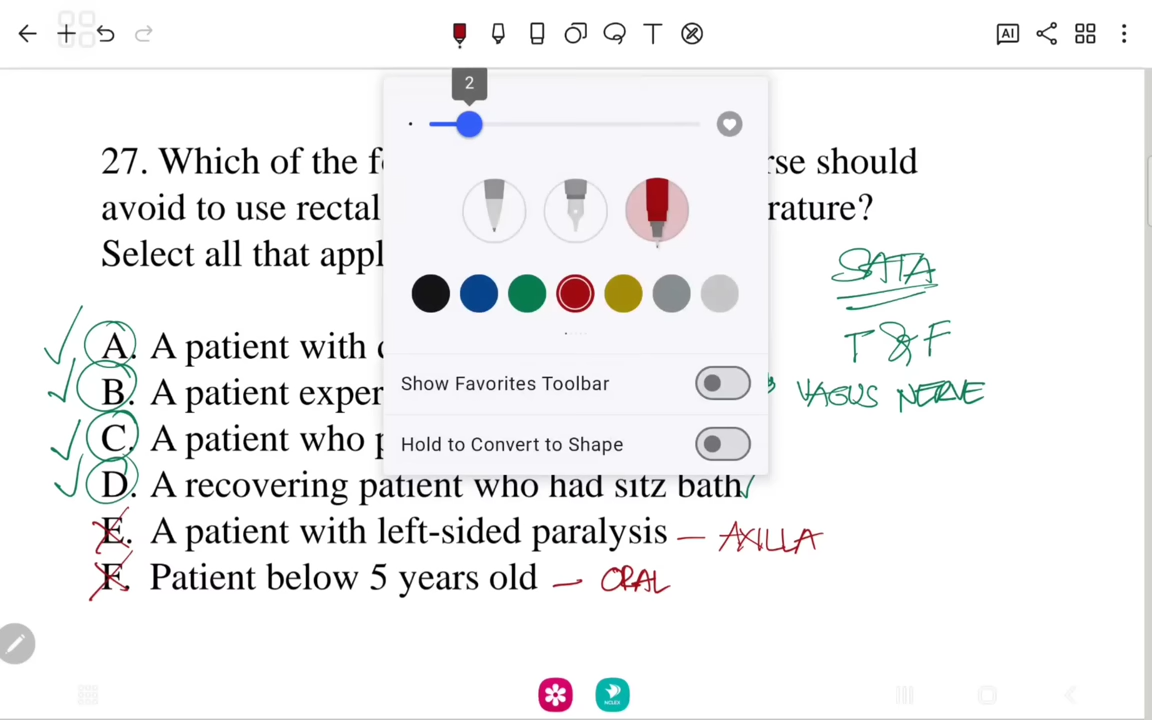 2
AI
27. Which of the f rse should
avoid to use rectal rature?
Select all that appl
SATA
T & F
A. A patient with
B. A patient exper
VAGUS NERVE
C. A patient who p
D. A recovering patient who had sitz bath
E. A patient with left-sided paralysis – AXILLA
F. Patient below 5 years old – ORAL
Show Favorites Toolbar
Hold to Convert to Shape
NCLEX